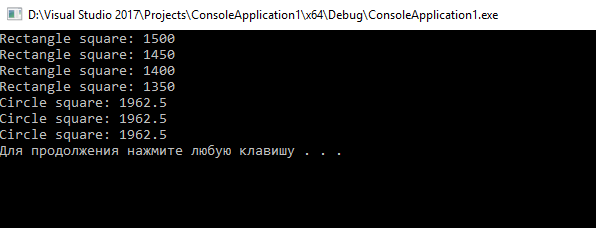 D:\Visual Studio 2017\Projects\ConsoleApplication1\x64\Debug\ConsoleApplication1.exe
Rectangle square: 1500
Rectangle square: 1450
Rectangle square: 1400
Rectangle square: 1350
Circle square: 1962.5
Circle square: 1962.5
Circle square: 1962.5
Для продолжения нажмите любую клавишу . . .